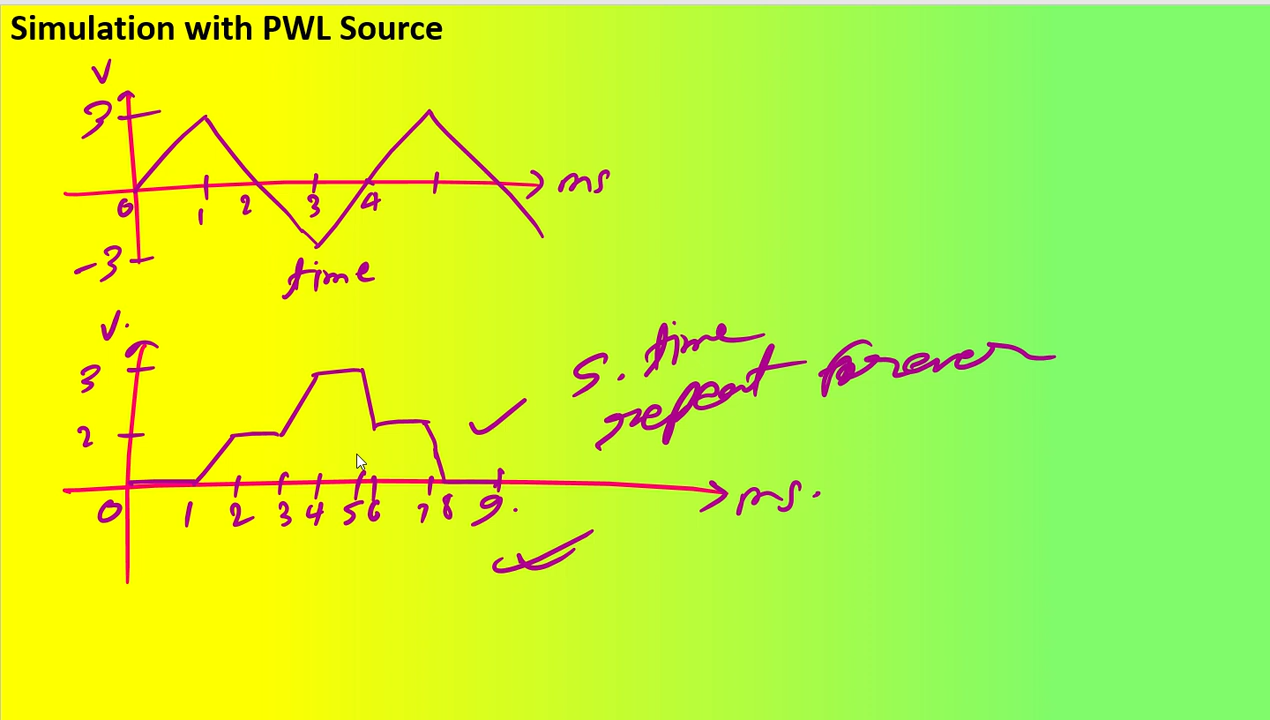 Simulation with PWL Source
V
3
0 1 2 3 4 ms
-3
time
V.
3
2
S. time
repeat forever
0 1 2 3 4 5 6 7 8 9. ms.